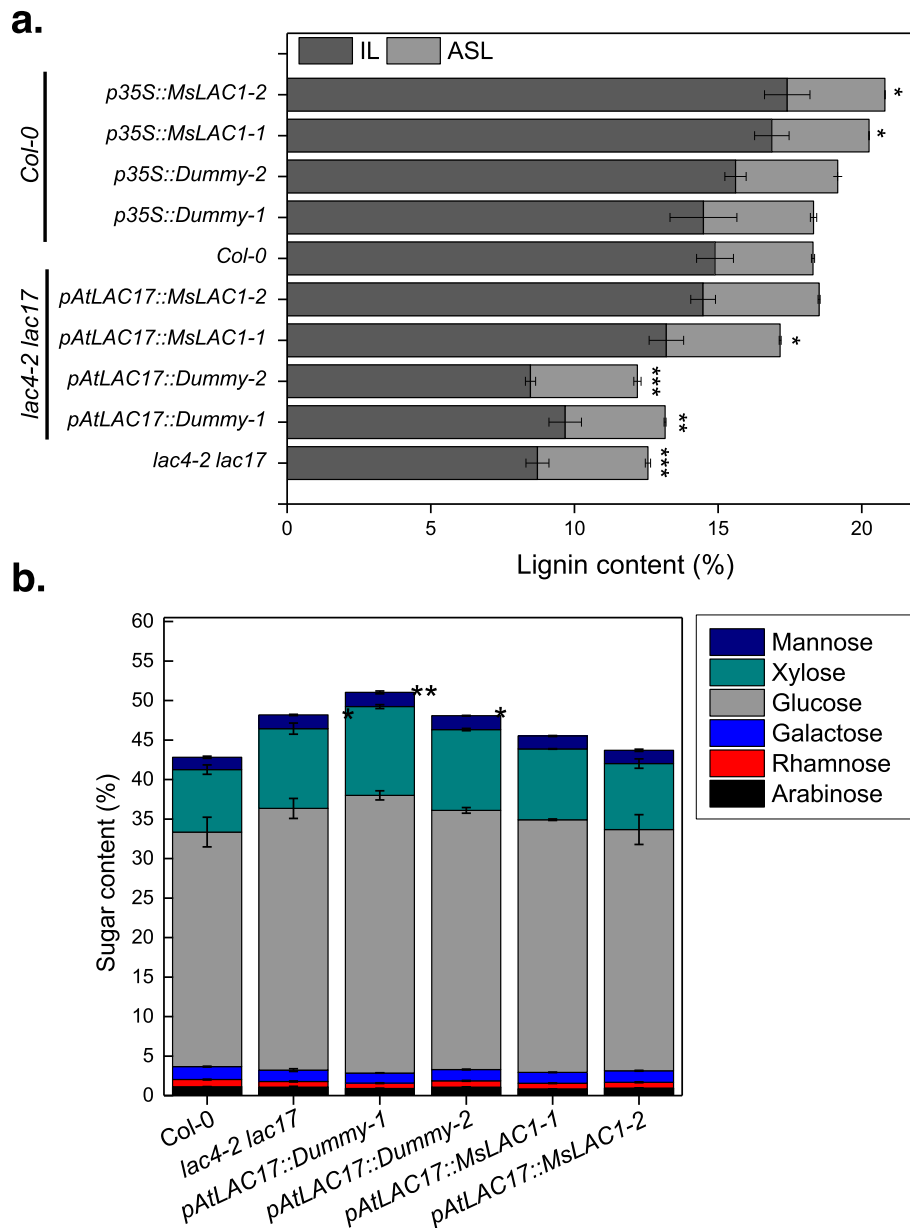 a.
IL ASL
Col-0
p35S::MsLAC1-2 *
p35S::MsLAC1-1 *
p35S::Dummy-2
p35S::Dummy-1
Col-0
lac4-2 lac17
pAtLAC17::MsLAC1-2
pAtLAC17::MsLAC1-1 *
pAtLAC17::Dummy-2 ***
pAtLAC17::Dummy-1 **
lac4-2 lac17 ***
0 5 10 15 20
Lignin content (%)
b.
Sugar content (%)
60
55
50
45
40
35
30
25
20
15
10
5
0
* ** *
Mannose
Xylose
Glucose
Galactose
Rhamnose
Arabinose
Col-0
lac4-2 lac17
pAtLAC17::Dummy-1
pAtLAC17::Dummy-2
pAtLAC17::MsLAC1-1
pAtLAC17::MsLAC1-2